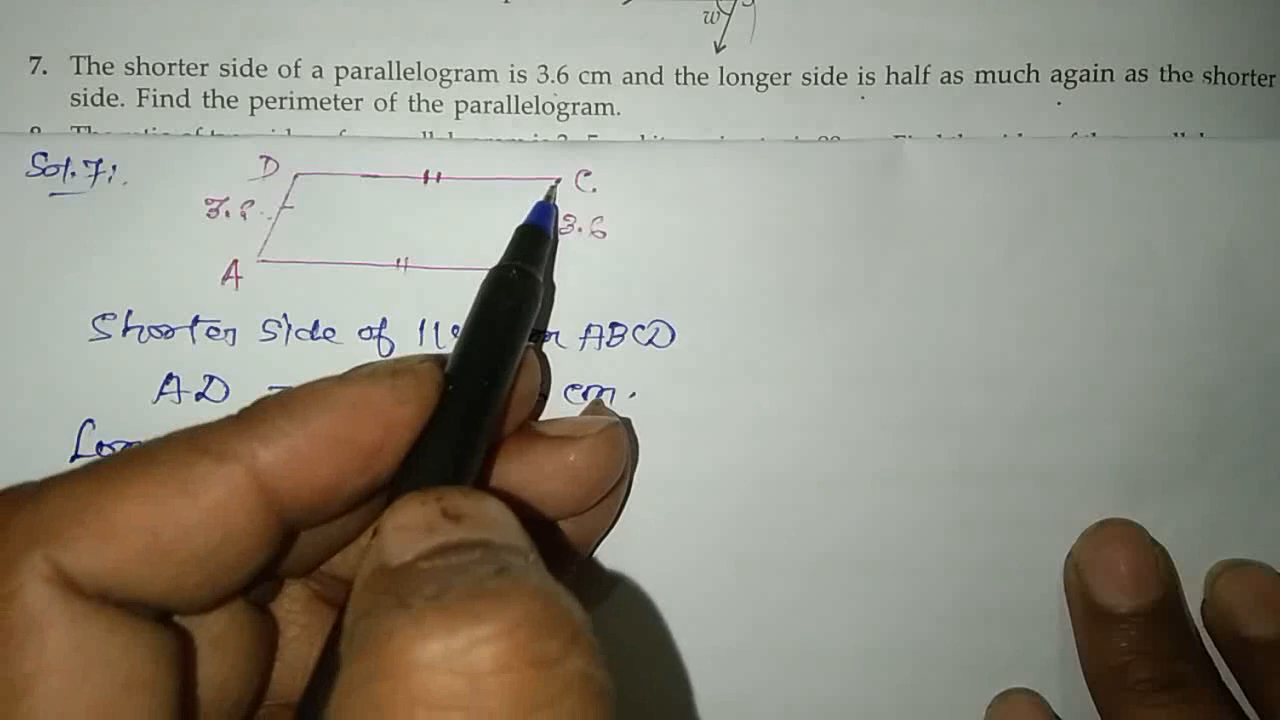 w
7. The shorter side of a parallelogram is 3.6 cm and the longer side is half as much again as the shorter
side. Find the perimeter of the parallelogram.
Sol. 7:
D C.
3.6
A
Shorter side of ABCD
AD cm.